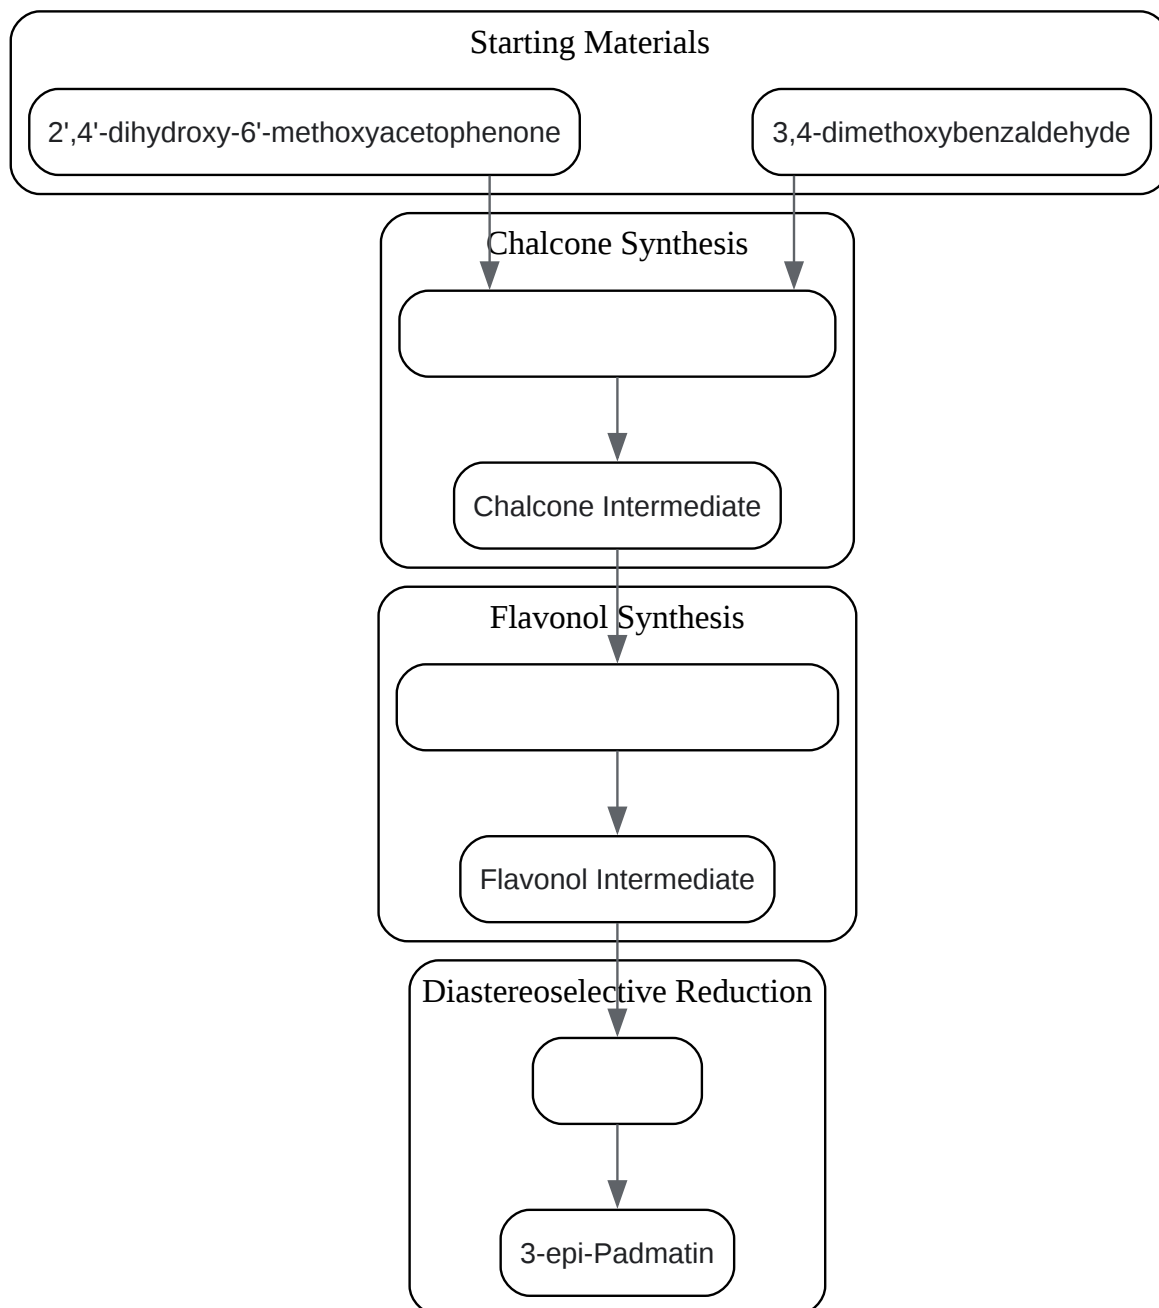 Starting Materials
2',4'-dihydroxy-6'-methoxyacetophenone
3,4-dimethoxybenzaldehyde
Chalcone Synthesis
Chalcone Intermediate
Flavonol Synthesis
Flavonol Intermediate
Diastereoselective Reduction
3-epi-Padmatin